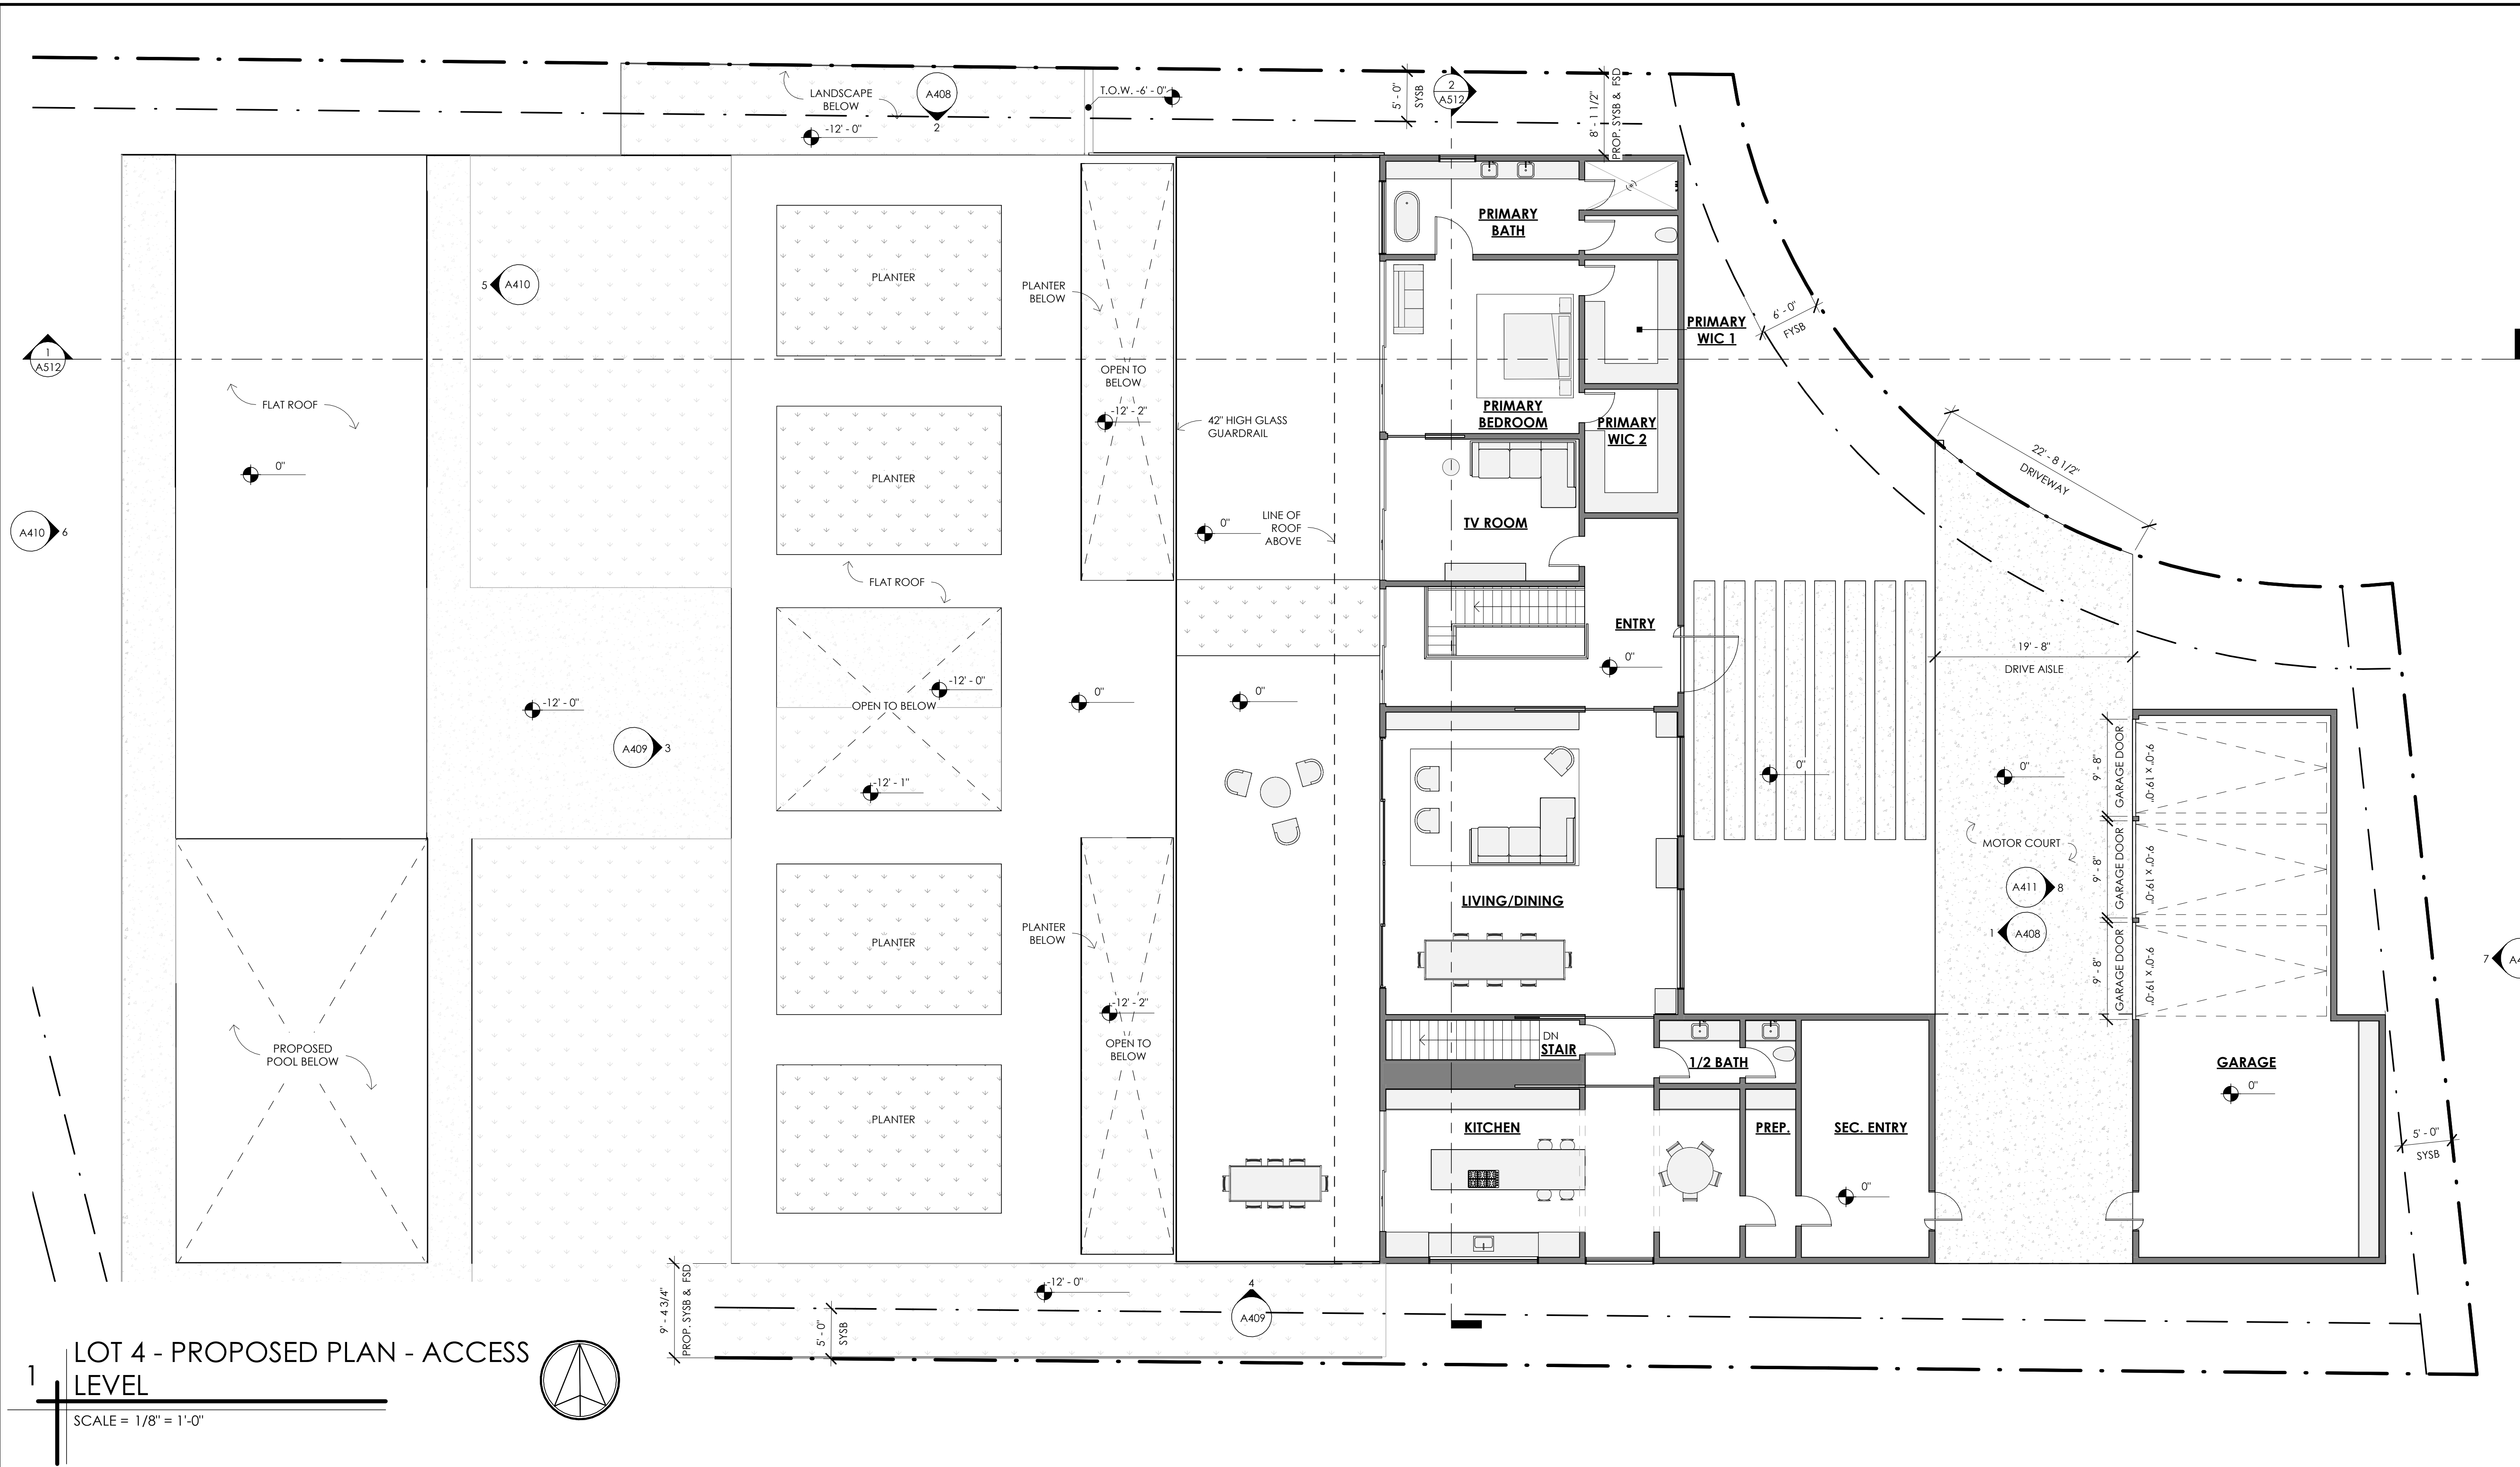 LANDSCAPE
BELOW
A408
2
-12' - 0"
T.O.W. -6' - 0"
5' - 0"
SYSB
2
A512
8' - 1 1/2"
PROP. SYSB & FSD
PRIMARY
BATH
5
A410
PLANTER
PLANTER
BELOW
6' - 0"
FYSB
PRIMARY
WIC 1
1
A512
OPEN TO
BELOW
-12' - 2"
FLAT ROOF
42" HIGH GLASS
GUARDRAIL
PRIMARY
BEDROOM
PRIMARY
WIC 2
22' - 8 1/2"
DRIVEWAY
0"
PLANTER
A410
6
LINE OF
ROOF
ABOVE
0"
TV ROOM
FLAT ROOF
ENTRY
0"
19' - 8"
DRIVE AISLE
-12' - 0"
OPEN TO BELOW
-12' - 0"
0"
0"
A409
3
-12' - 1"
0"
0"
9' - 8"
GARAGE DOOR
9'-0" x 19'-0"
MOTOR COURT
9' - 8"
GARAGE DOOR
9'-0" x 19'-0"
A411
8
1
A408
9' - 8"
GARAGE DOOR
9'-0" x 19'-0"
LIVING/DINING
PLANTER
PLANTER
BELOW
7
-12' - 2"
OPEN TO
BELOW
PROPOSED
POOL BELOW
DN
STAIR
1/2 BATH
GARAGE
0"
PLANTER
KITCHEN
PREP.
SEC. ENTRY
0"
5' - 0"
SYSB
9' - 4 3/4"
PROP. SYSB & FSD
5' - 0"
SYSB
-12' - 0"
4
A409
1
LOT 4 - PROPOSED PLAN - ACCESS
LEVEL
SCALE = 1/8" = 1'-0"